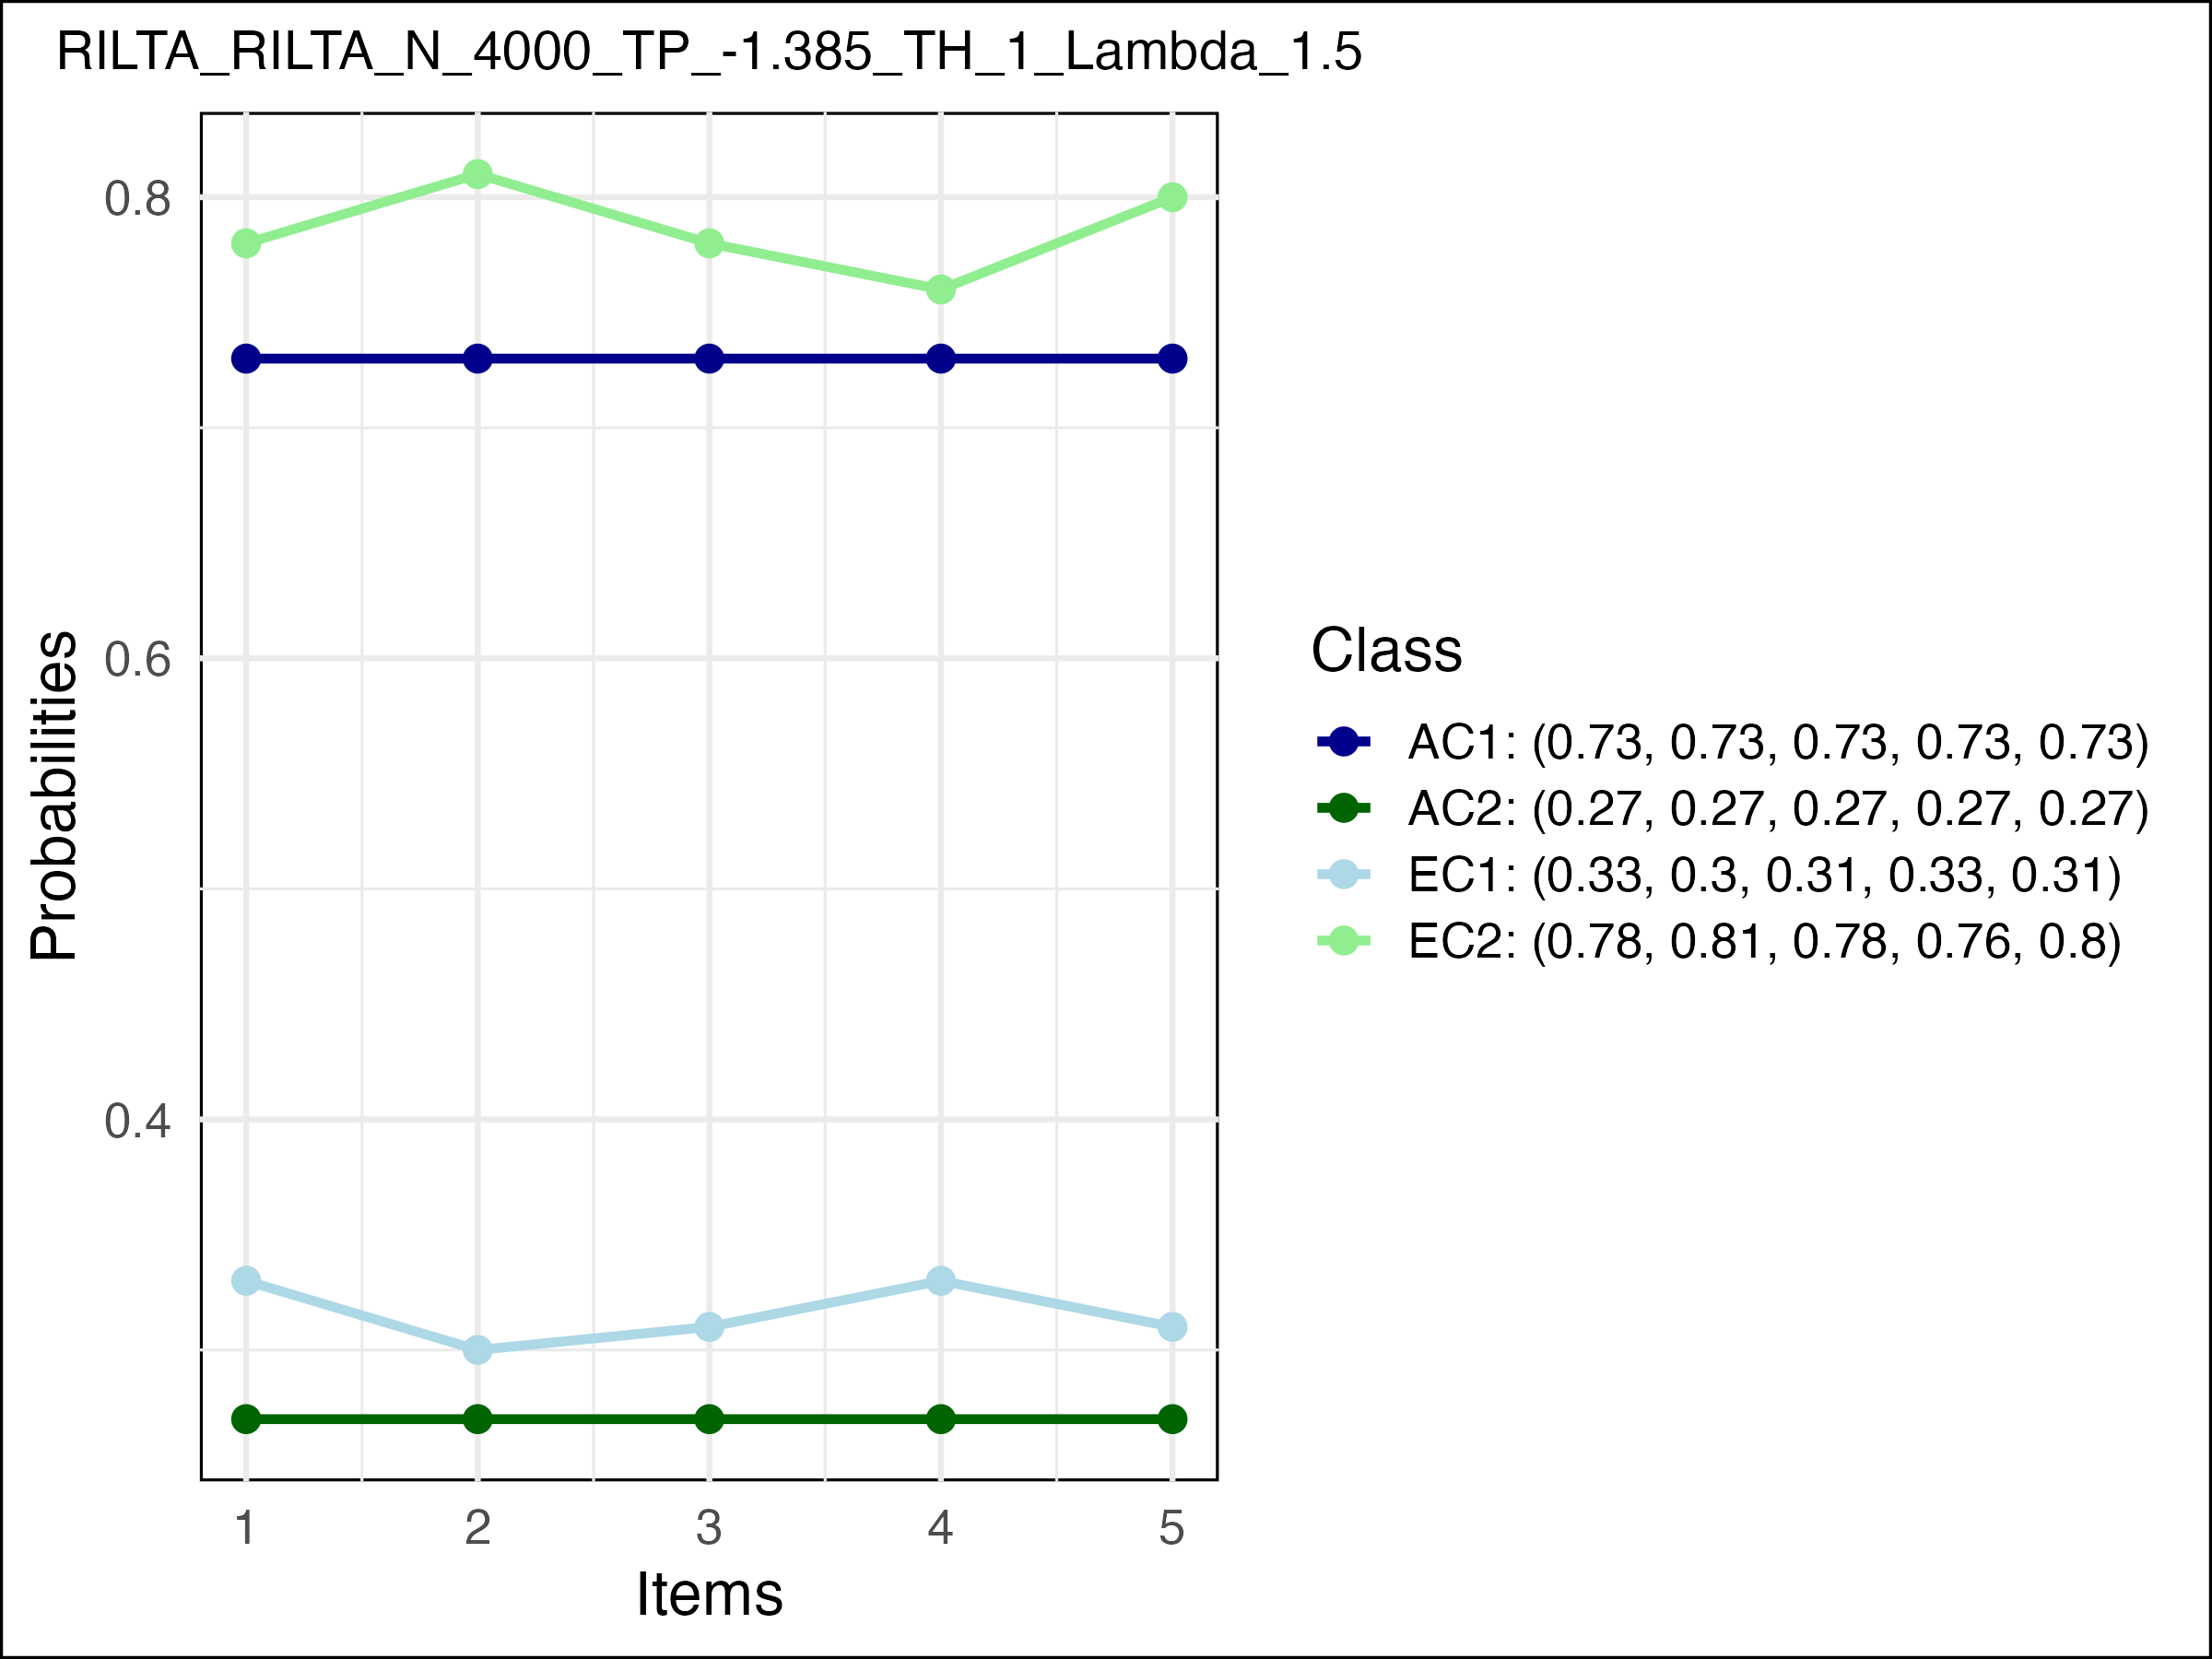 RILTA_RILTA_N_4000_TP_-1.385_TH_1_Lambda_1.5
0.8
0.6
0.4
Probabilities
1 2 3 4 5
Items
Class
AC1: (0.73, 0.73, 0.73, 0.73, 0.73)
AC2: (0.27, 0.27, 0.27, 0.27, 0.27)
EC1: (0.33, 0.3, 0.31, 0.33, 0.31)
EC2: (0.78, 0.81, 0.78, 0.76, 0.8)